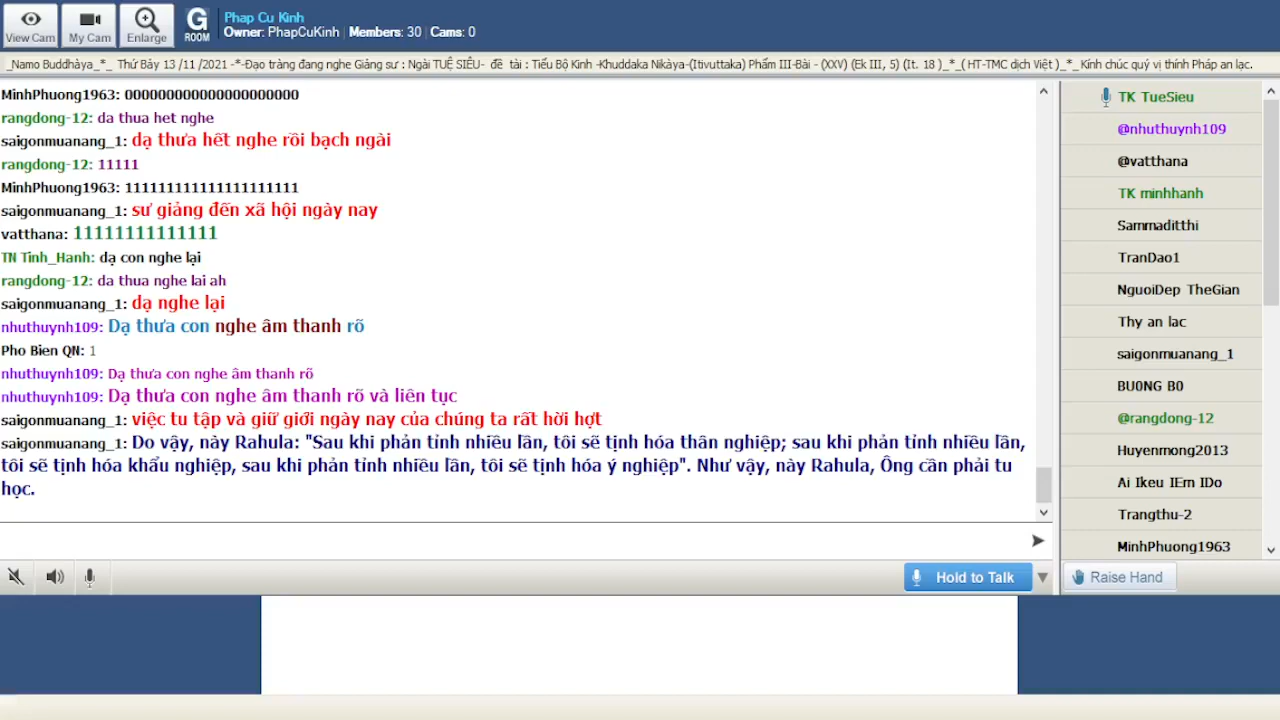 View Cam
My Cam
Enlarge
G
ROOM
Phap Cu Kinh
Owner: PhapCuKinh | Members: 30 | Cams: 0
_Namo Buddhàya_*_ Thứ Bảy 13 /11 /2021 -*-Đạo tràng đang nghe Giảng sư : Ngài TUỆ SIÊU- đề tài : Tiểu Bộ Kinh -Khuddaka Nikàya-(Itivuttaka) Phẩm III-Bài - (XXV) (Ek III, 5) (It. 18 )_*_( HT-TMC dịch Việt )_*_Kính chúc quý vị thính Pháp an lạc.
MinhPhuong1963: 000000000000000000000
rangdong-12: da thua het nghe
saigonmuanang_1: dạ thưa hết nghe rồi bạch ngài
rangdong-12: 11111
MinhPhuong1963: 111111111111111111111
saigonmuanang_1: sư giảng đến xã hội ngày nay
vatthana: 11111111111111
TN Tinh_Hanh: dạ con nghe lại
rangdong-12: da thua nghe lai ah
saigonmuanang_1: dạ nghe lại
nhuthuynh109: Dạ thưa con nghe âm thanh rõ
Pho Bien QN: 1
nhuthuynh109: Dạ thưa con nghe âm thanh rõ
nhuthuynh109: Dạ thưa con nghe âm thanh rõ và liên tục
saigonmuanang_1: việc tu tập và giữ giới ngày nay của chúng ta rất hời hợt
saigonmuanang_1: Do vậy, này Rahula: "Sau khi phản tỉnh nhiều lần, tôi sẽ tịnh hóa thân nghiệp; sau khi phản tỉnh nhiều lần,
tôi sẽ tịnh hóa khẩu nghiệp, sau khi phản tỉnh nhiều lần, tôi sẽ tịnh hóa ý nghiệp". Như vậy, này Rahula, Ông cần phải tu
học.
TK TueSieu
@nhuthuynh109
@vatthana
TK minhhanh
Sammaditthi
TranDao1
NguoiDep TheGian
Thy an lac
saigonmuanang_1
BU0NG B0
@rangdong-12
Huyenmong2013
Ai Ikeu IEm IDo
Trangthu-2
MinhPhuong1963
Hold to Talk
Raise Hand